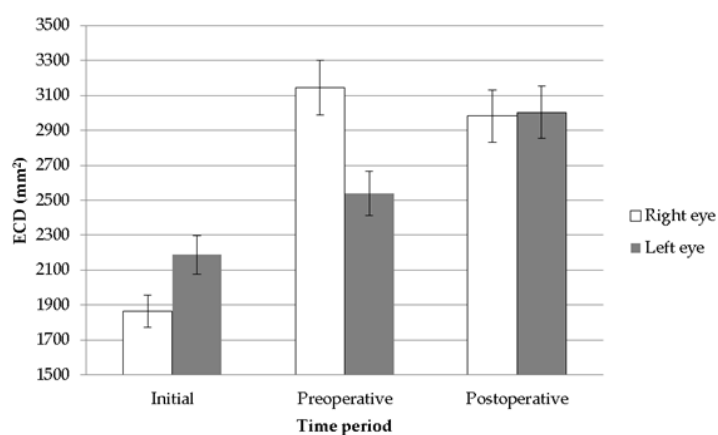 3500
3300
3100
2900
2700
2500
2300
2100
1900
1700
1500
ECD (mm²)
Initial
Preoperative
Postoperative
Time period
Right eye
Left eye